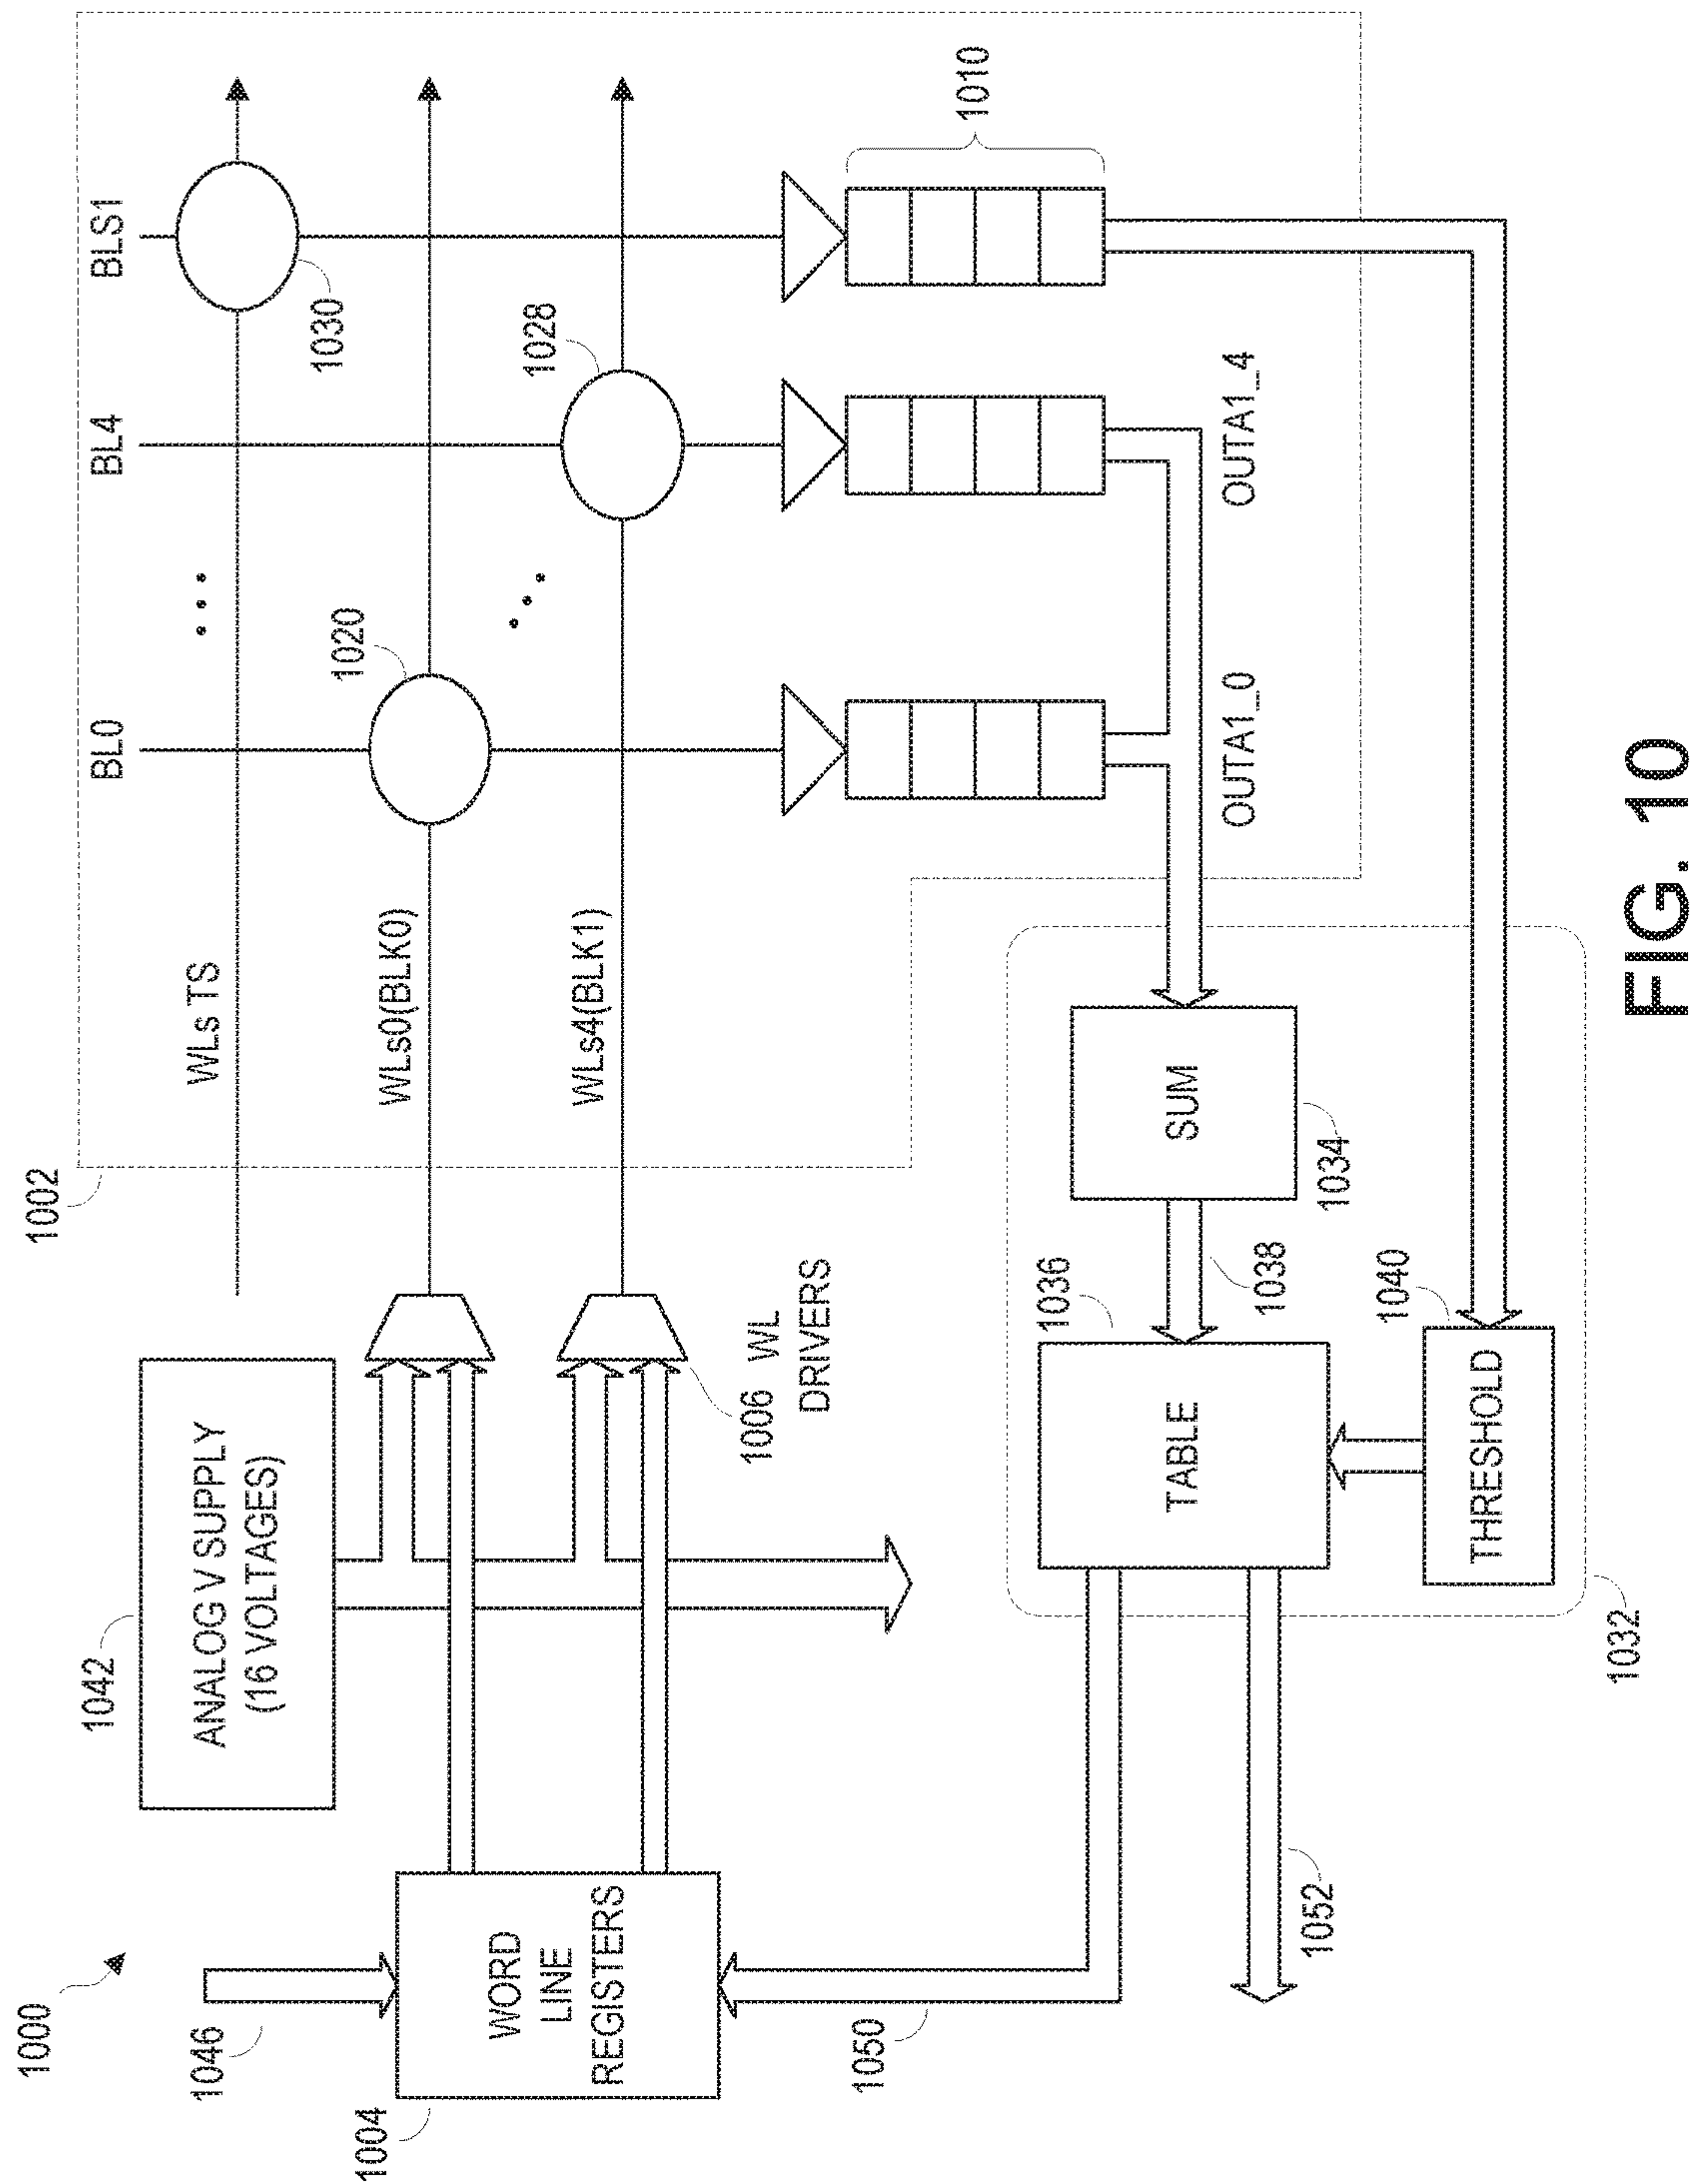 1000
1002
1042
ANALOG V SUPPLY
(16 VOLTAGES)
1046
1004
WORD
LINE
REGISTERS
1006 WL
DRIVERS
WLs TS
WLs0(BLK0)
WLs4(BLK1)
BL0
BL4
BLS1
1020
1028
1030
1010
OUTA1_0
OUTA1_4
SUM
1034
1038
1036
TABLE
1040
THRESHOLD
1032
1050
1052
FIG. 10